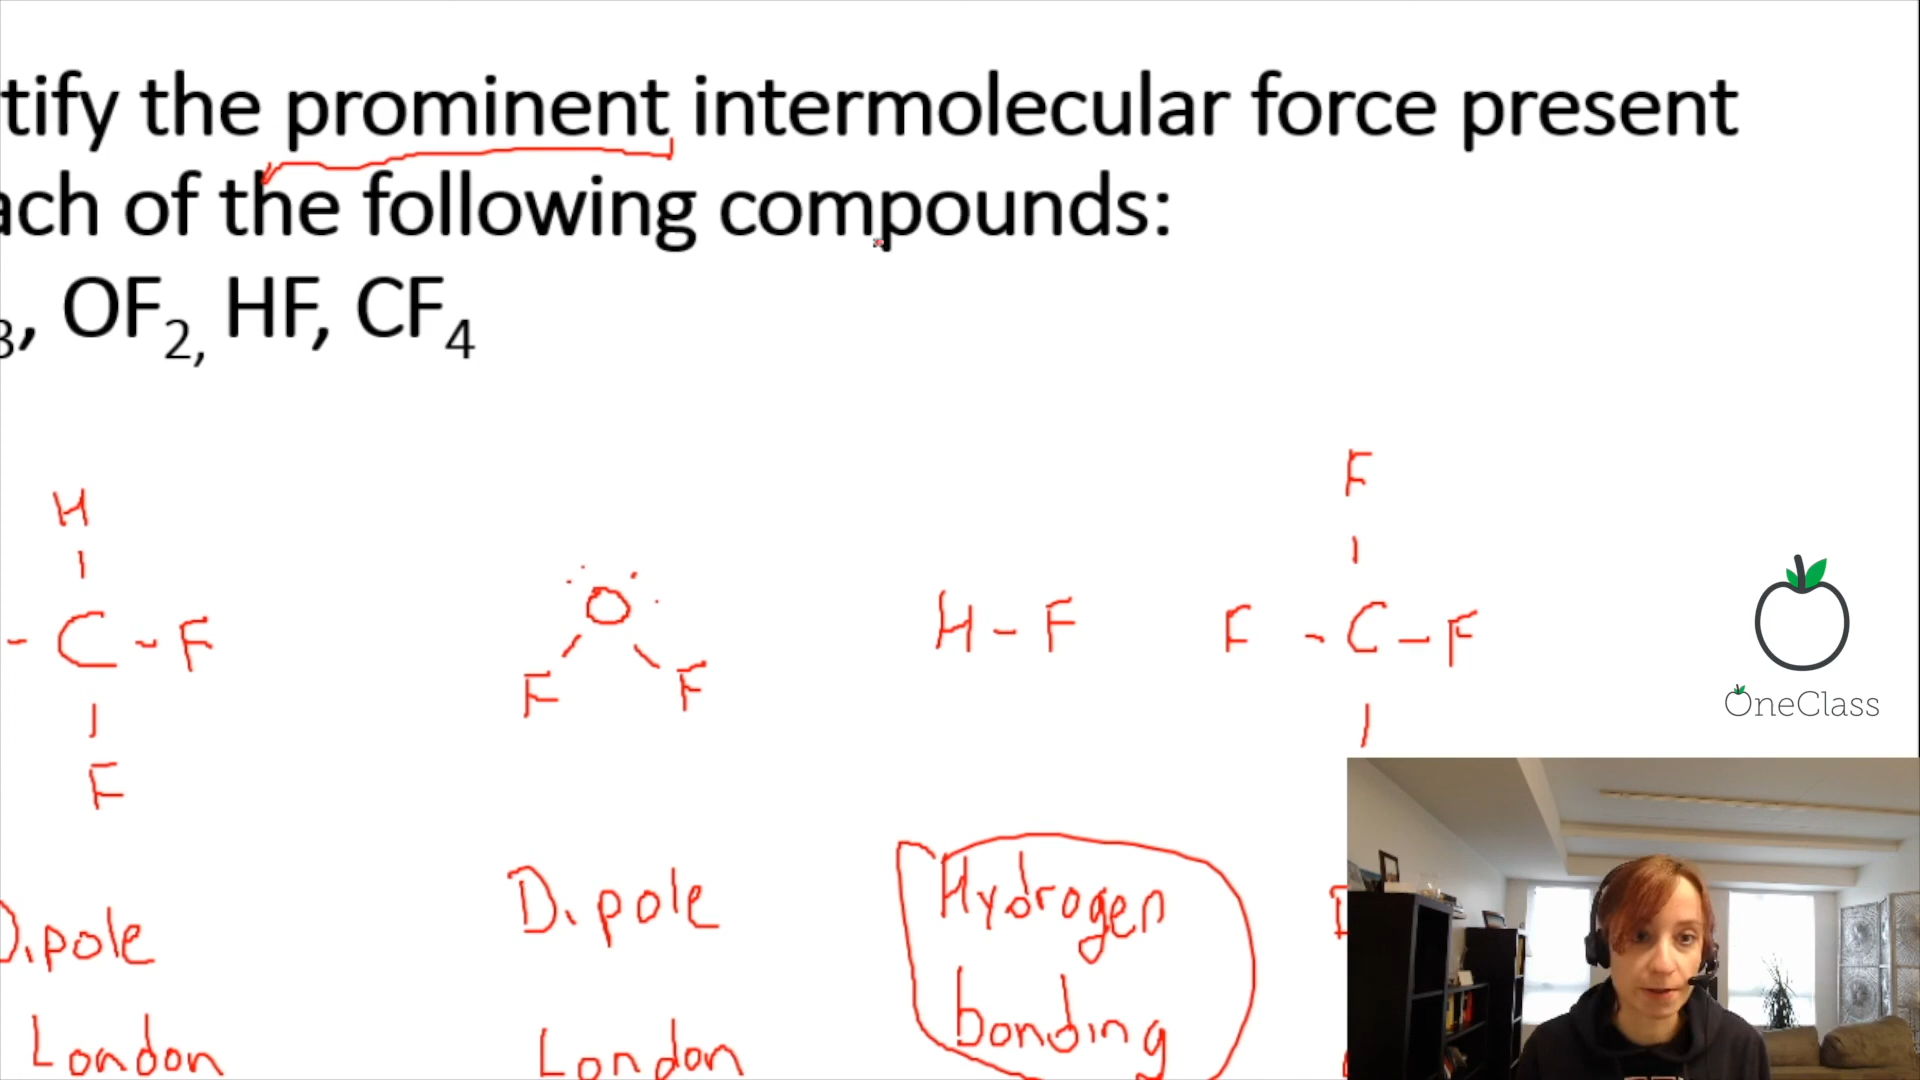 tify the prominent intermolecular force present
ach of the following compounds:
3, OF2, HF, CF4
H
- C - F
F
O
F F
H - F
F
F - C - F
OneClass
Dipole
London
Dipole
London
Hydrogen
bonding